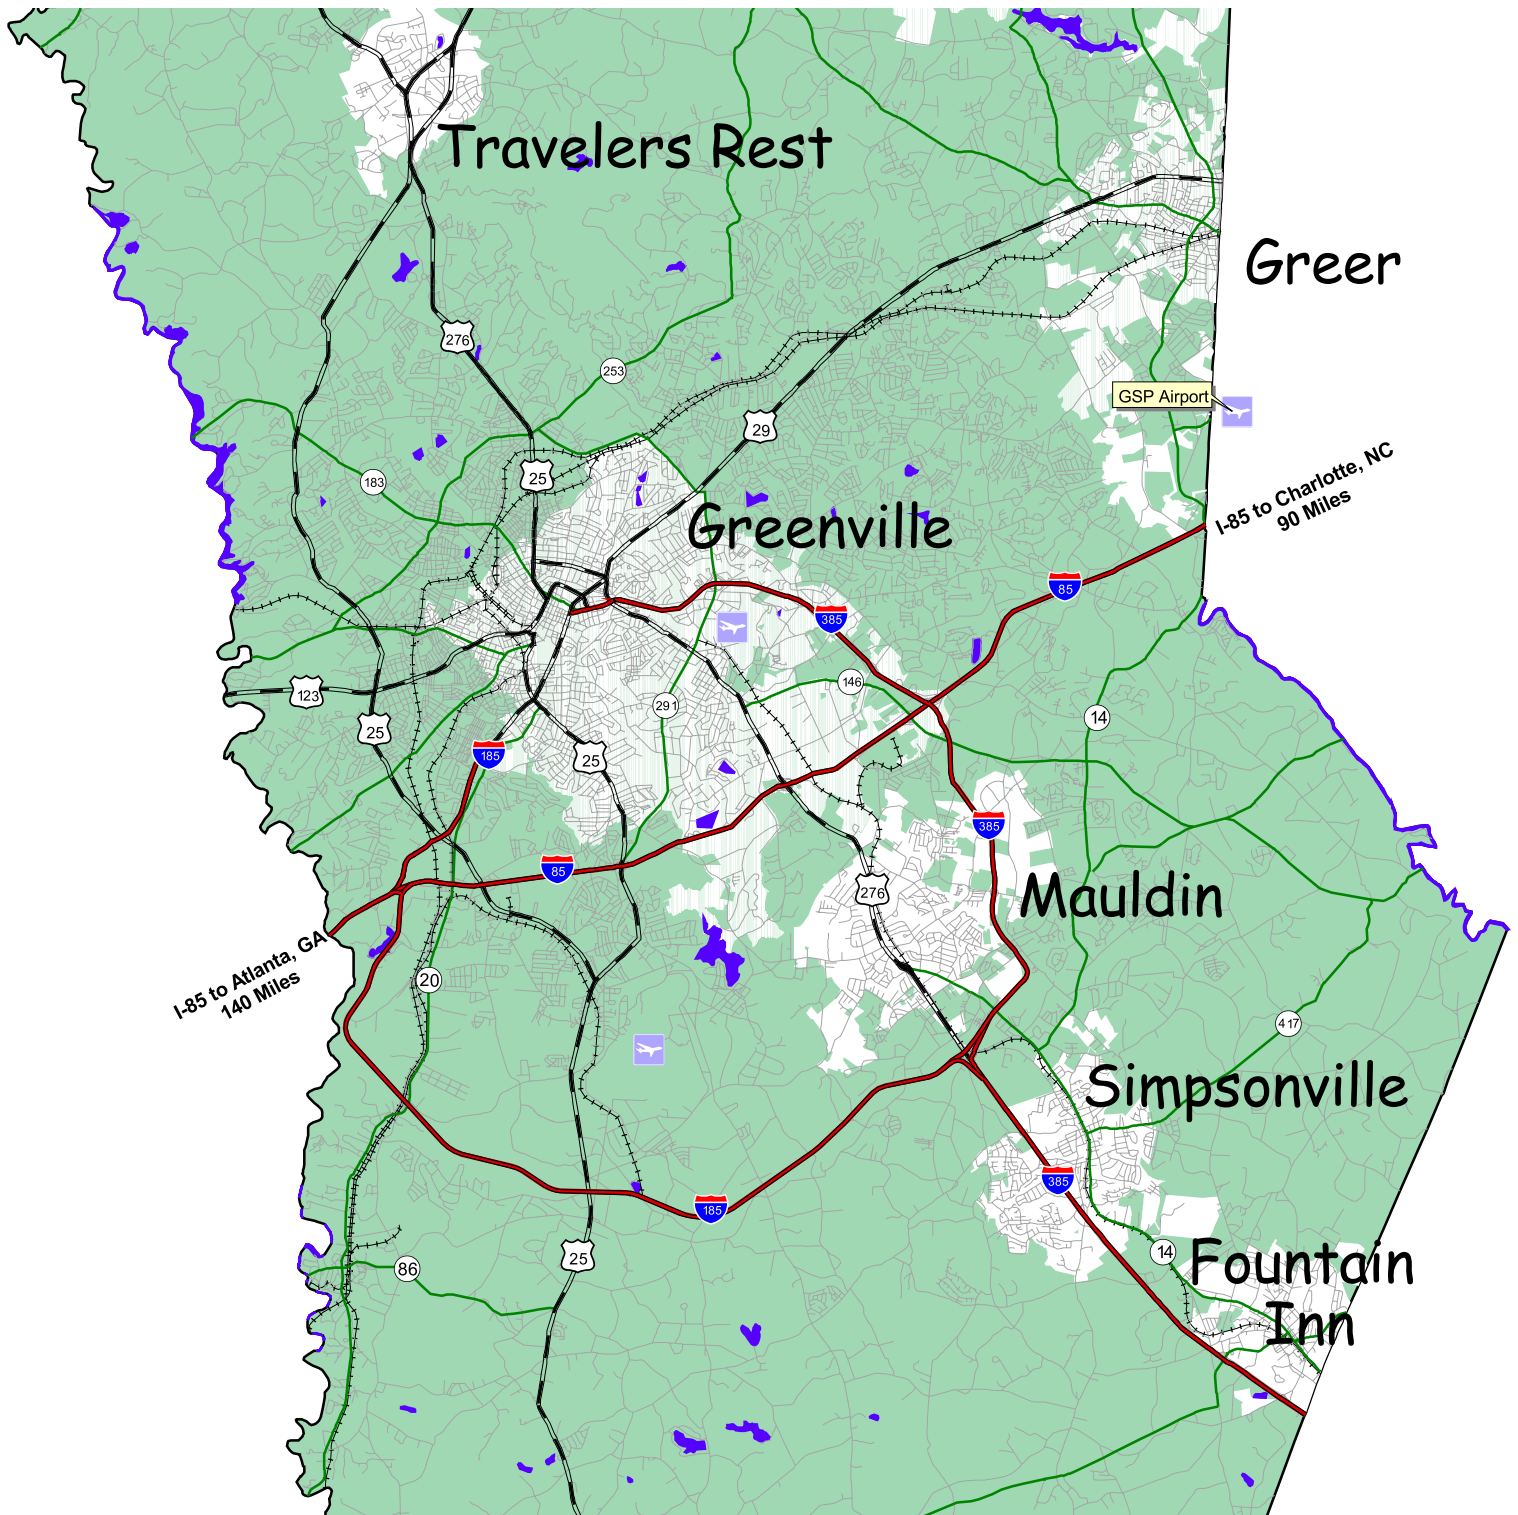 Travelers Rest
Greer
276
253
GSP Airport
29
25
183
I-85 to Charlotte, NC
90 Miles
Greenville
85
385
146
123
291
14
25
185
25
385
85
276
Mauldin
I-85 to Atlanta, GA
140 Miles
20
417
Simpsonville
385
185
14
25
Fountain
Inn
86